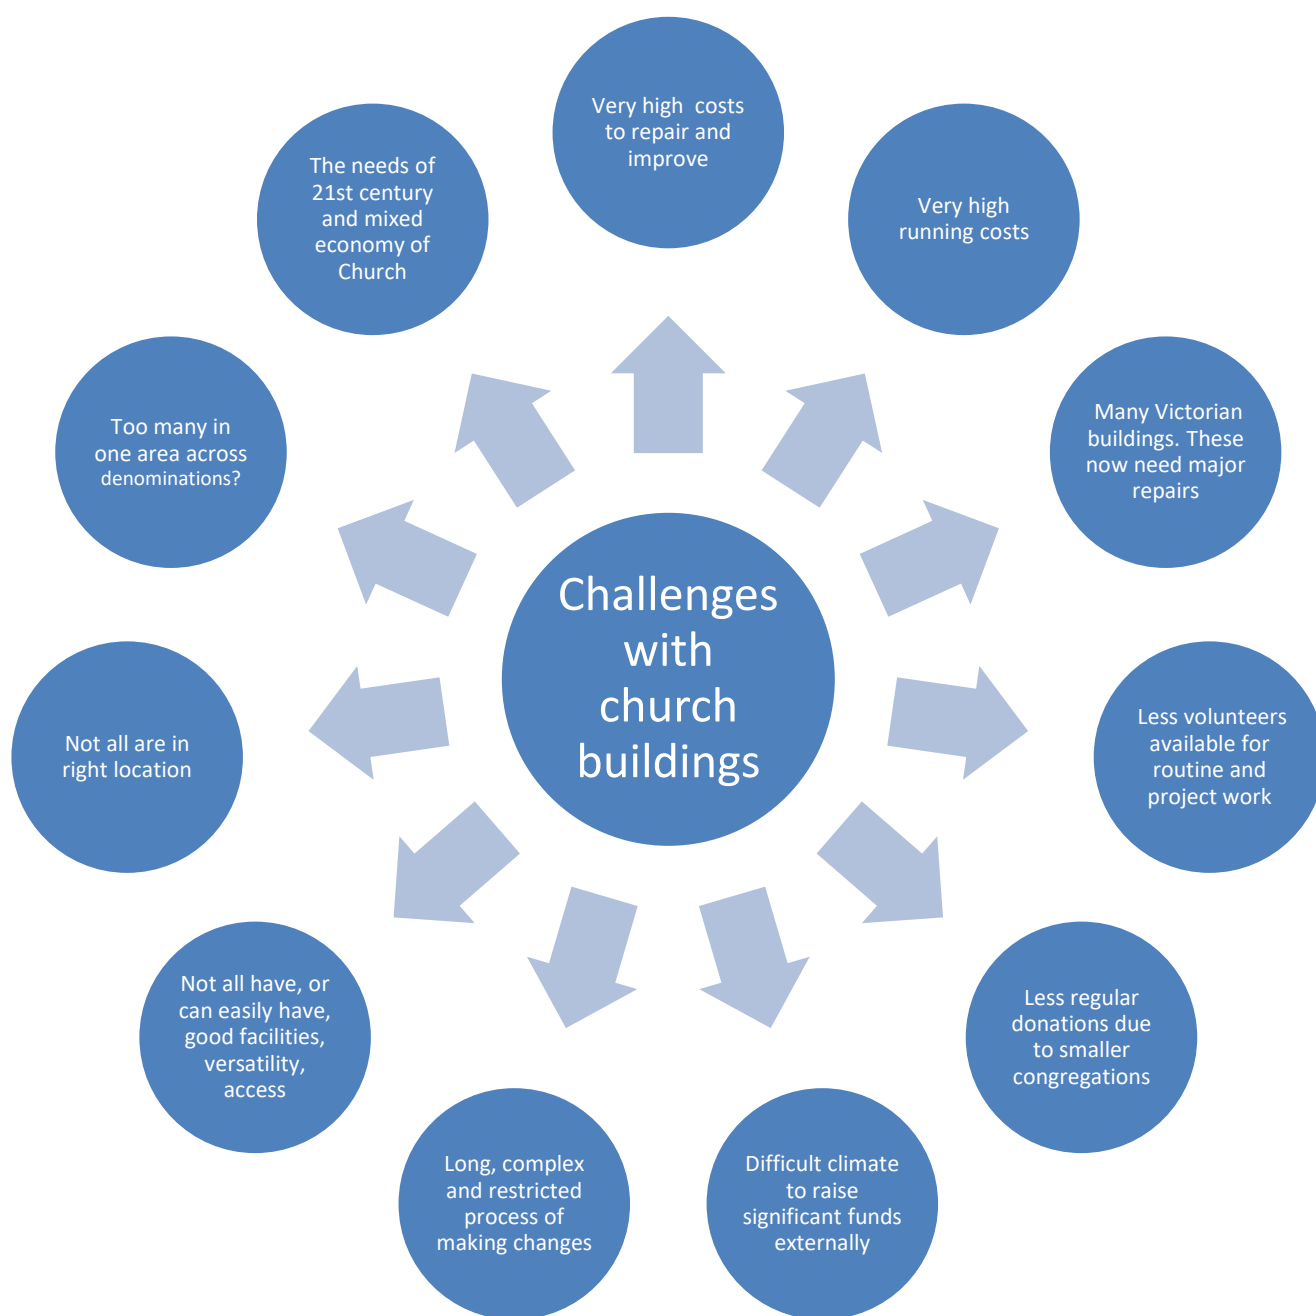 Challenges
with
church
buildings
Very high costs
to repair and
improve
Very high
running costs
Many Victorian
buildings. These
now need major
repairs
Less volunteers
available for
routine and
project work
Less regular
donations due
to smaller
congregations
Difficult climate
to raise
significant funds
externally
Long, complex
and restricted
process of
making changes
Not all have, or
can easily have,
good facilities,
versatility,
access
Not all are in
right location
Too many in
one area across
denominations?
The needs of
21st century
and mixed
economy of
Church